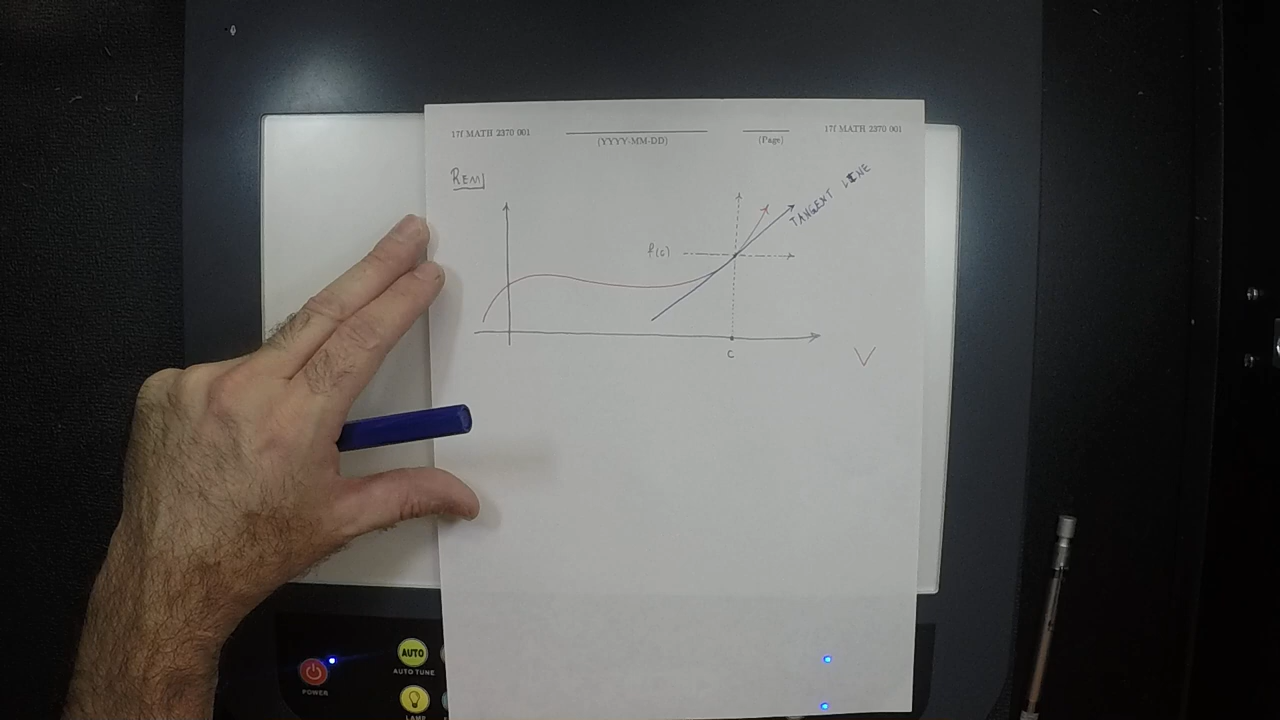 17f MATH 2370 001
(YYYY-MM-DD)
(Page)
17f MATH 2370 001
REM
TANGENT LINE
f(c)
c
AUTO
AUTO TUNE
POWER
LAMP